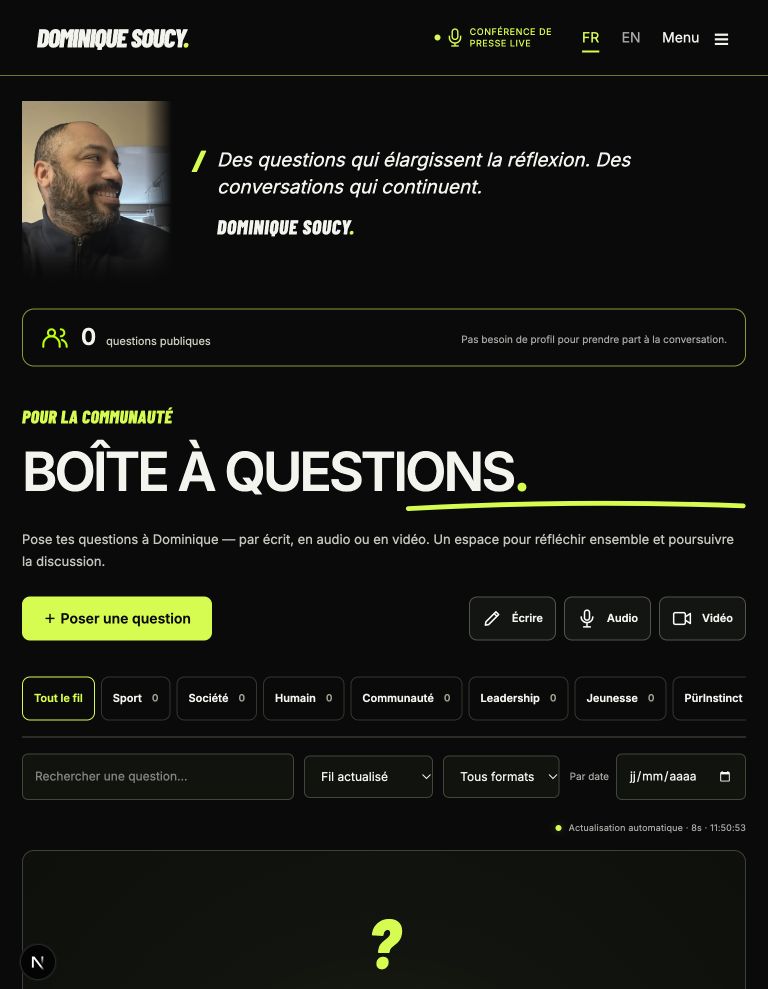 DOMINIQUE SOUCY.
CONFÉRENCE DE
PRESSE LIVE
FR
EN
Menu
Des questions qui élargissent la réflexion. Des
conversations qui continuent.
DOMINIQUE SOUCY.
0 questions publiques
Pas besoin de profil pour prendre part à la conversation.
POUR LA COMMUNAUTÉ
BOÎTE À QUESTIONS.
Pose tes questions à Dominique — par écrit, en audio ou en vidéo. Un espace pour réfléchir ensemble et poursuivre
la discussion.
+ Poser une question
Écrire
Audio
Vidéo
Tout le fil
Sport 0
Société 0
Humain 0
Communauté 0
Leadership 0
Jeunesse 0
PürInstinct
Rechercher une question...
Fil actualisé
Tous formats
Par date
jj/mm/aaaa
Actualisation automatique · 8s · 11:50:53
?
N